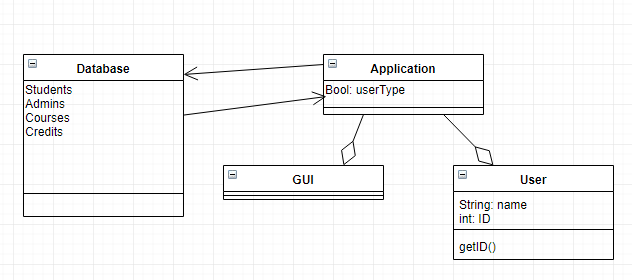 Database
Students
Admins
Courses
Credits
Application
Bool: userType
GUI
User
String: name
int: ID
getID()